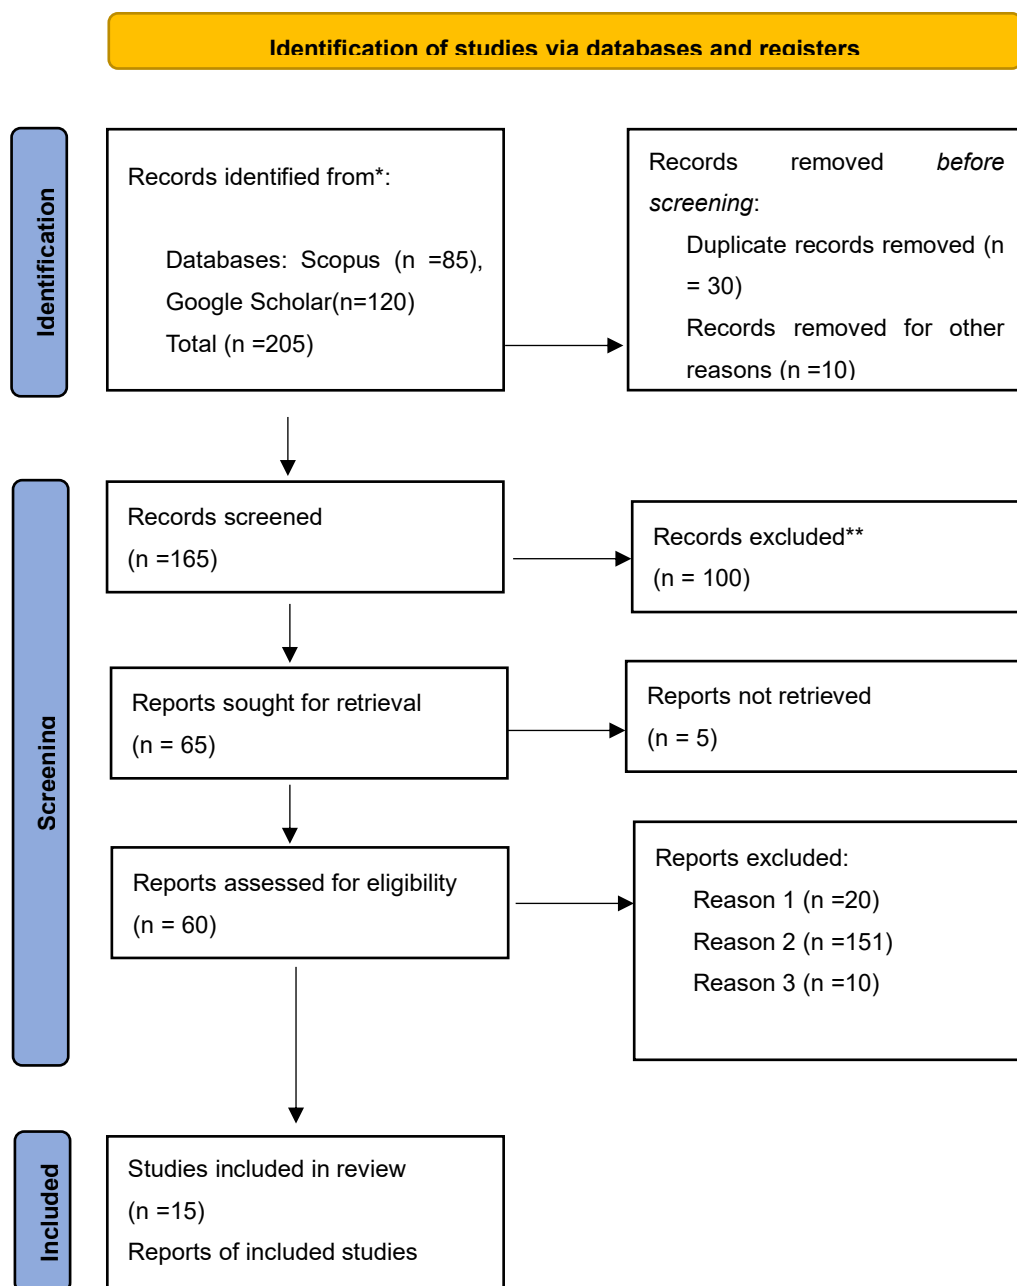 Identification of studies via databases and registers
Identification
Records identified from*:
Databases: Scopus (n =85),
Google Scholar(n=120)
Total (n =205)
Records removed before
screening:
Duplicate records removed (n
= 30)
Records removed for other
reasons (n =10)
Screening
Records screened
(n =165)
Records excluded**
(n = 100)
Reports sought for retrieval
(n = 65)
Reports not retrieved
(n = 5)
Reports assessed for eligibility
(n = 60)
Reports excluded:
Reason 1 (n =20)
Reason 2 (n =151)
Reason 3 (n =10)
Included
Studies included in review
(n =15)
Reports of included studies